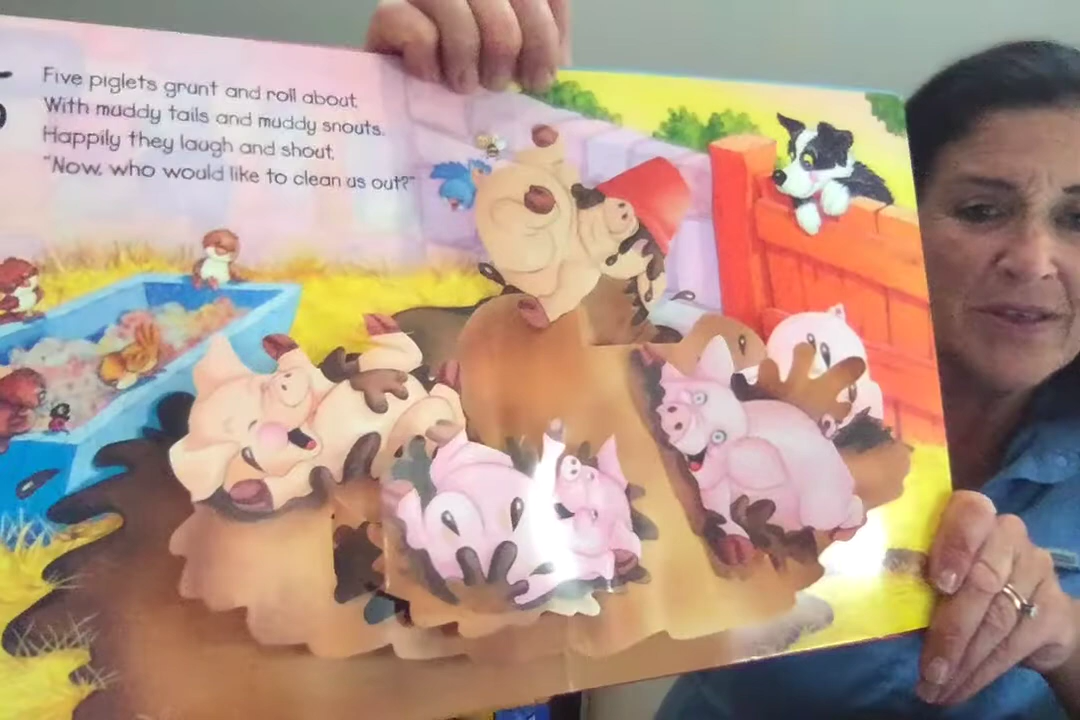 Five piglets grunt and roll about,
With muddy tails and muddy snouts.
Happily they laugh and shout,
"Now, who would like to clean us out?"